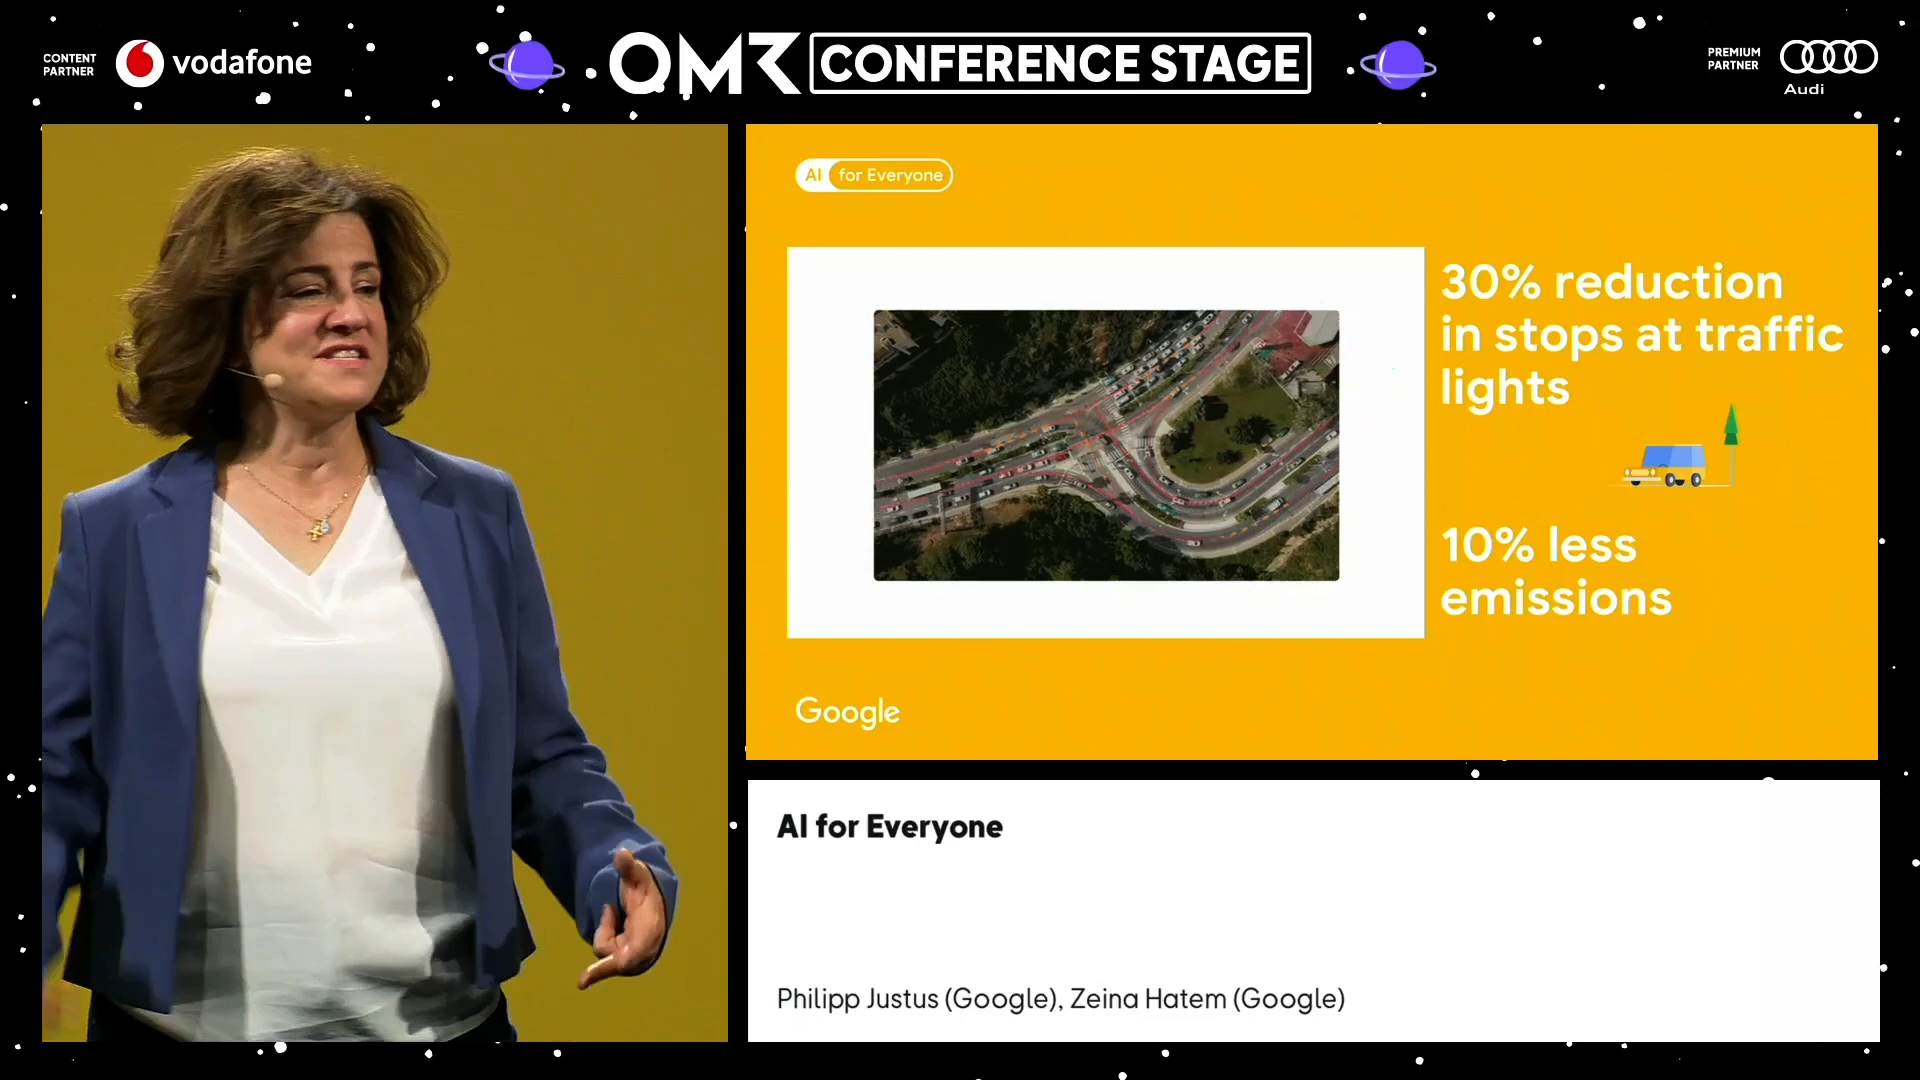 CONTENT
PARTNER
vodafone
OMR CONFERENCE STAGE
PREMIUM
PARTNER
Audi
AI for Everyone
30% reduction
in stops at traffic
lights
10% less
emissions
Google
AI for Everyone
Philipp Justus (Google), Zeina Hatem (Google)